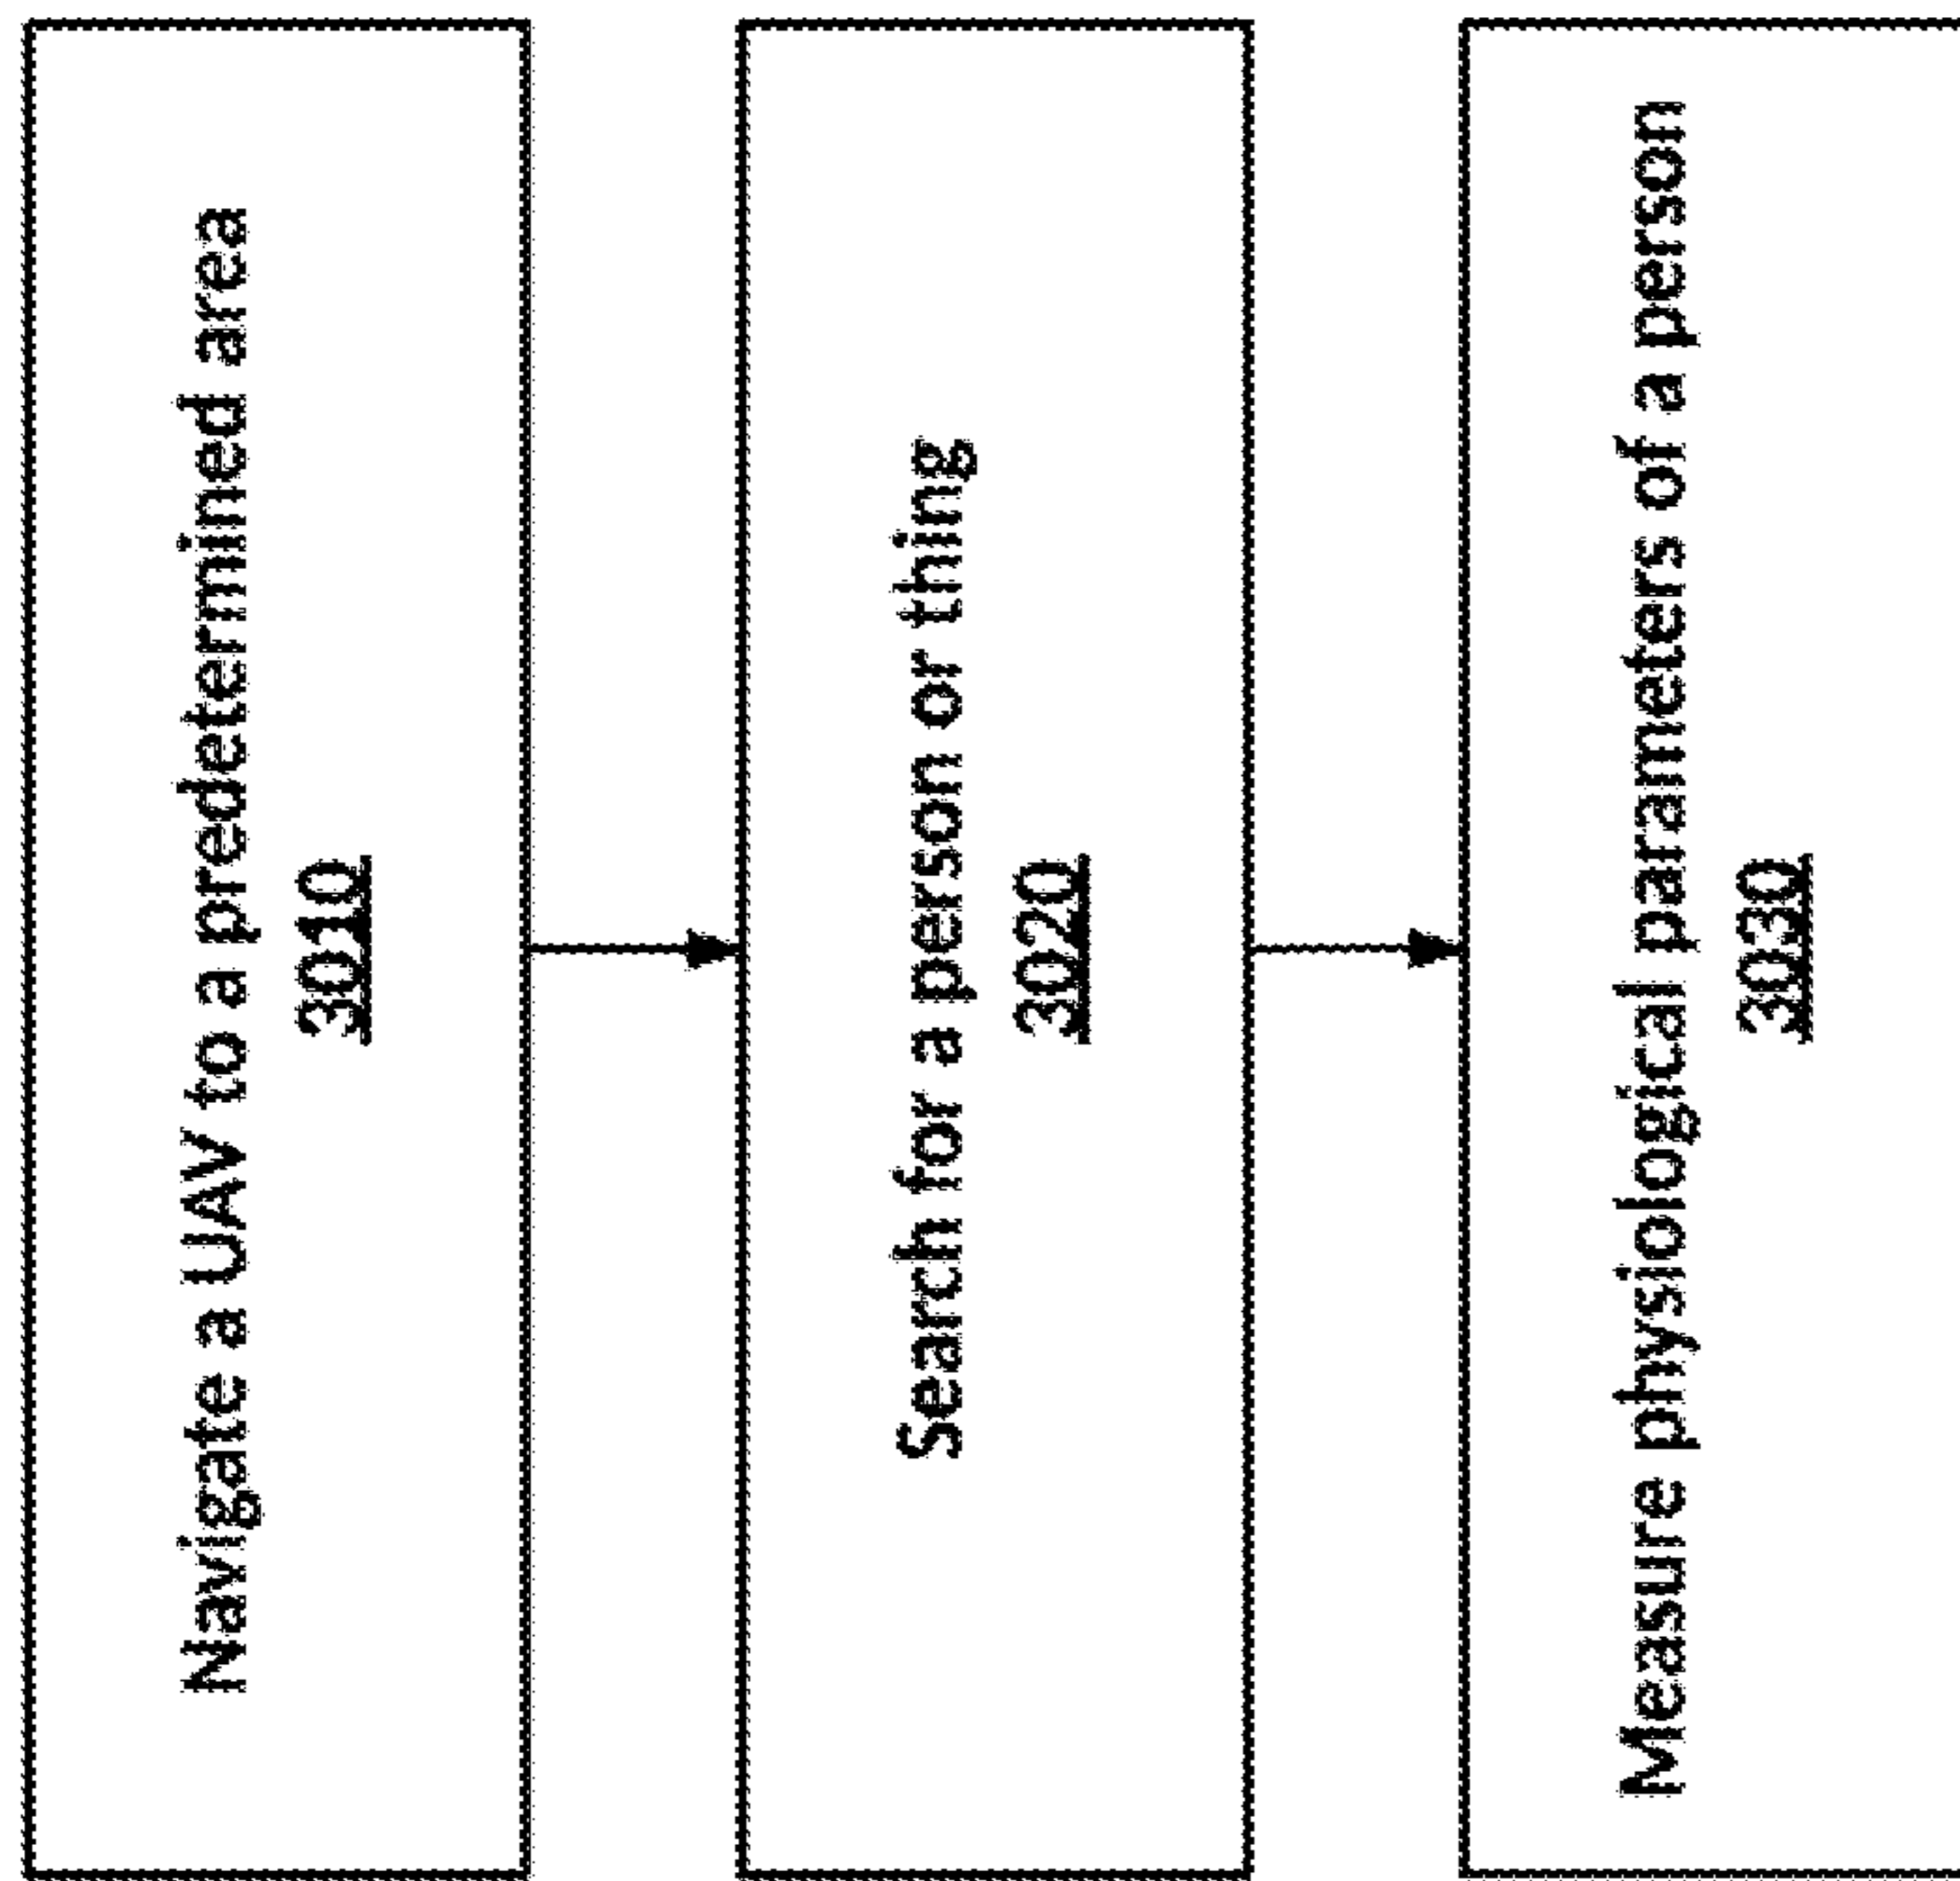 Navigate a UAV to a predetermined area
3010
Search for a person or thing
3020
Measure physiological parameters of a person
3030